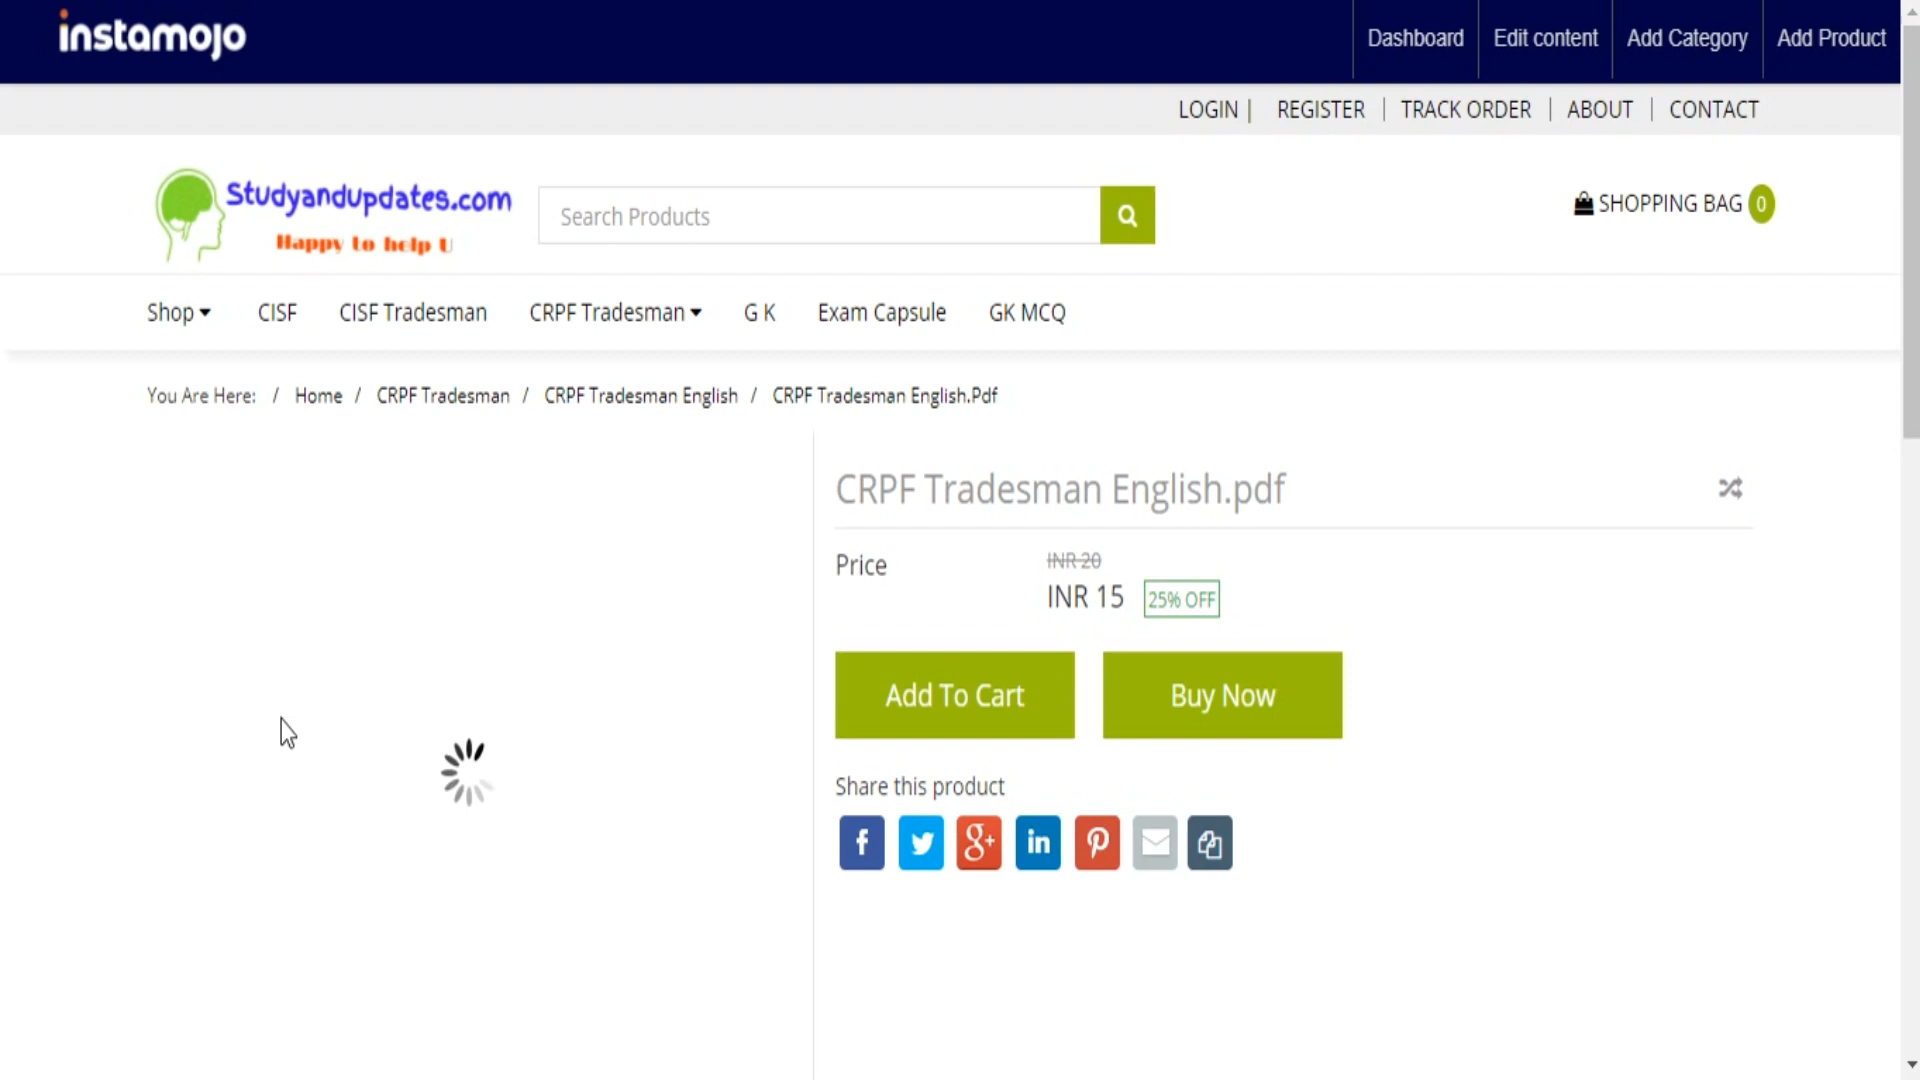 instamojo
Dashboard Edit content Add Category Add Product
LOGIN | REGISTER | TRACK ORDER | ABOUT | CONTACT
Studyandupdates.com
Happy to help U
Search Products
SHOPPING BAG 0
Shop CISF CISF Tradesman CRPF Tradesman G K Exam Capsule GK MCQ
You Are Here: / Home / CRPF Tradesman / CRPF Tradesman English / CRPF Tradesman English.Pdf
CRPF Tradesman English.pdf
Price
INR 20
INR 15 25% OFF
Add To Cart Buy Now
Share this product